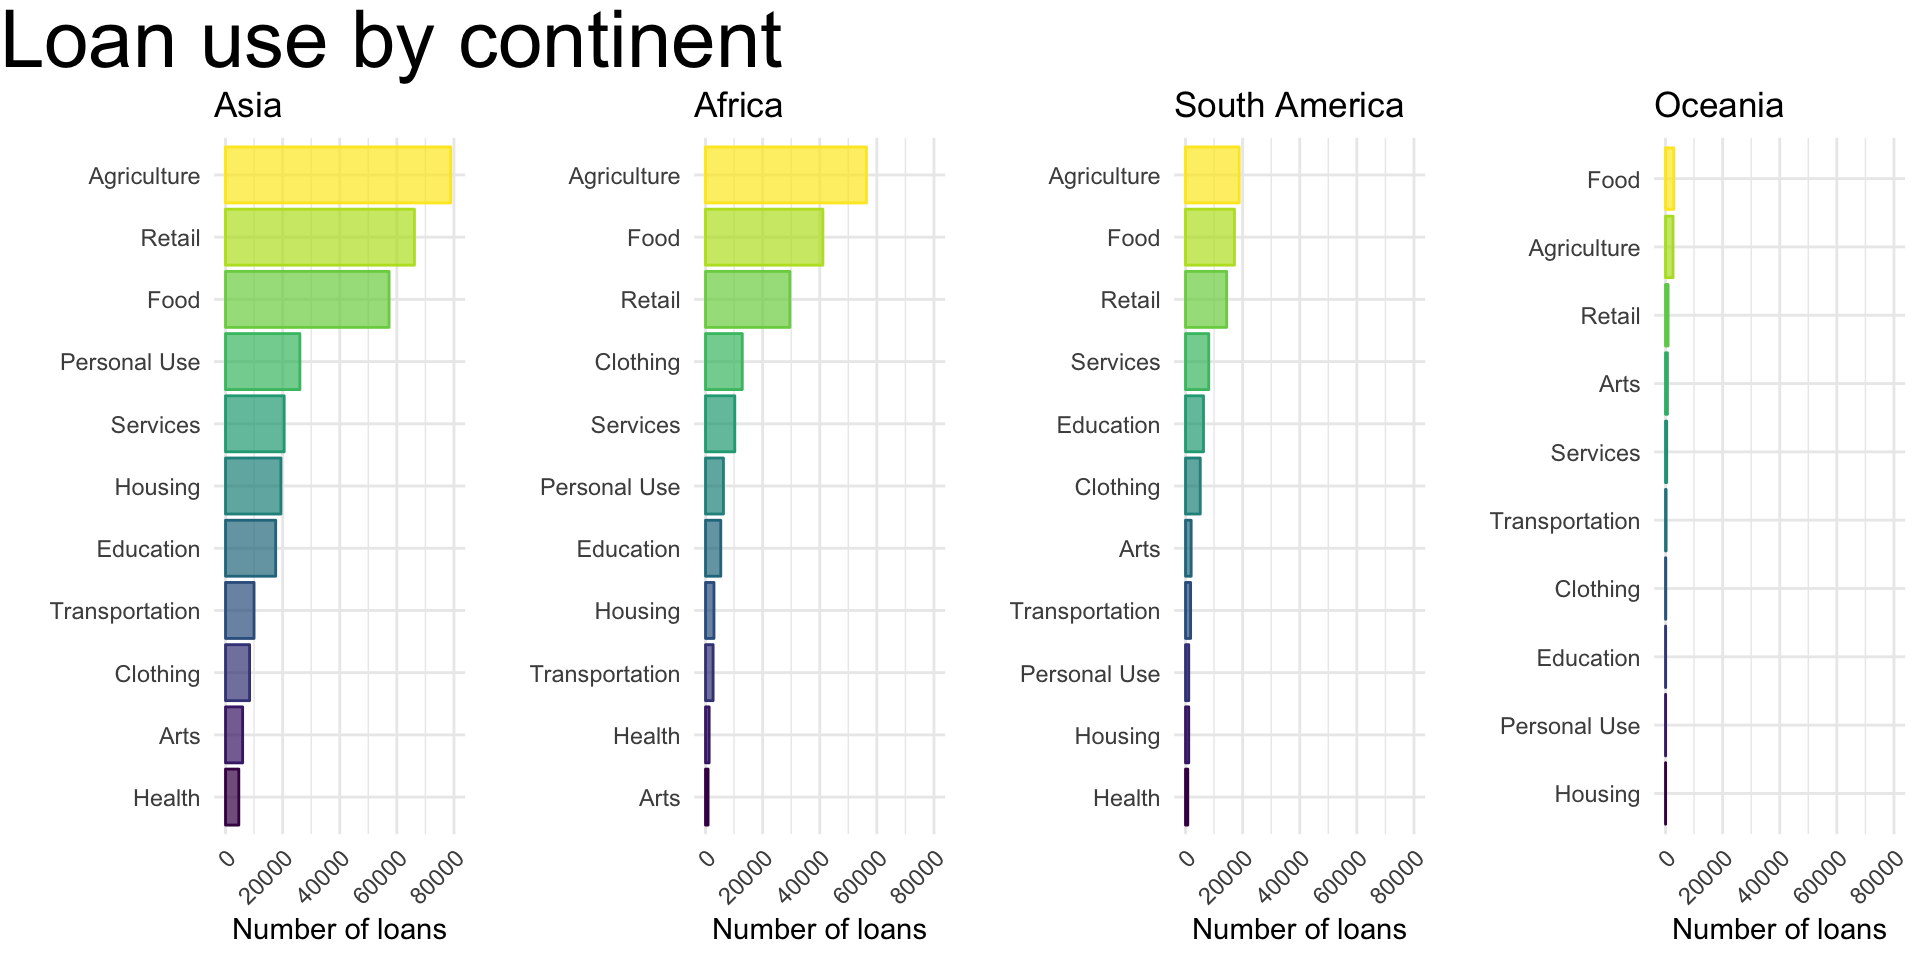 Loan use by continent
Asia
Agriculture
Retail
Food
Personal Use
Services
Housing
Education
Transportation
Clothing
Arts
Health
0
20000
40000
60000
80000
Number of loans
Africa
Agriculture
Food
Retail
Clothing
Services
Personal Use
Education
Housing
Transportation
Health
Arts
0
20000
40000
60000
80000
Number of loans
South America
Agriculture
Food
Retail
Services
Education
Clothing
Arts
Transportation
Personal Use
Housing
Health
0
20000
40000
60000
80000
Number of loans
Oceania
Food
Agriculture
Retail
Arts
Services
Transportation
Clothing
Education
Personal Use
Housing
0
20000
40000
60000
80000
Number of loans